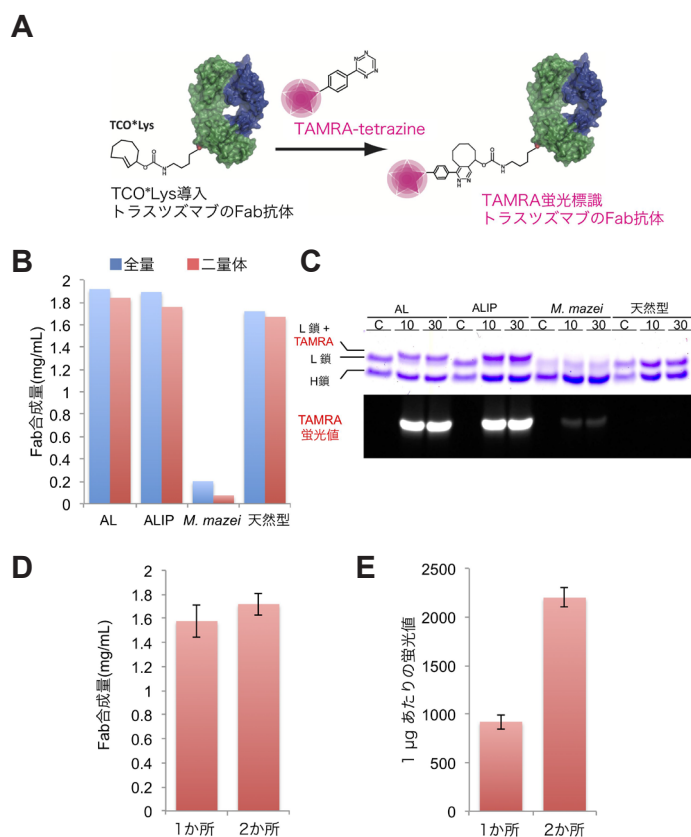 A
TCO*Lys
TAMRA-tetrazine
TCO*Lys導入
トラスツズマブのFab抗体
TAMRA蛍光標識
トラスツズマブのFab抗体
B
全量 二量体
Fab合成量(mg/mL)
2
1.8
1.6
1.4
1.2
1
0.8
0.6
0.4
0.2
0
AL ALIP M. mazei 天然型
C
AL ALIP M. mazei 天然型
C 10 30 C 10 30 C 10 30 C 10 30
L鎖 +
TAMRA
L鎖
H鎖
TAMRA
蛍光値
D
Fab合成量(mg/mL)
2
1.8
1.6
1.4
1.2
1
0.8
0.6
0.4
0.2
0
1か所 2か所
E
1 µg あたりの蛍光値
2500
2000
1500
1000
500
0
1か所 2か所